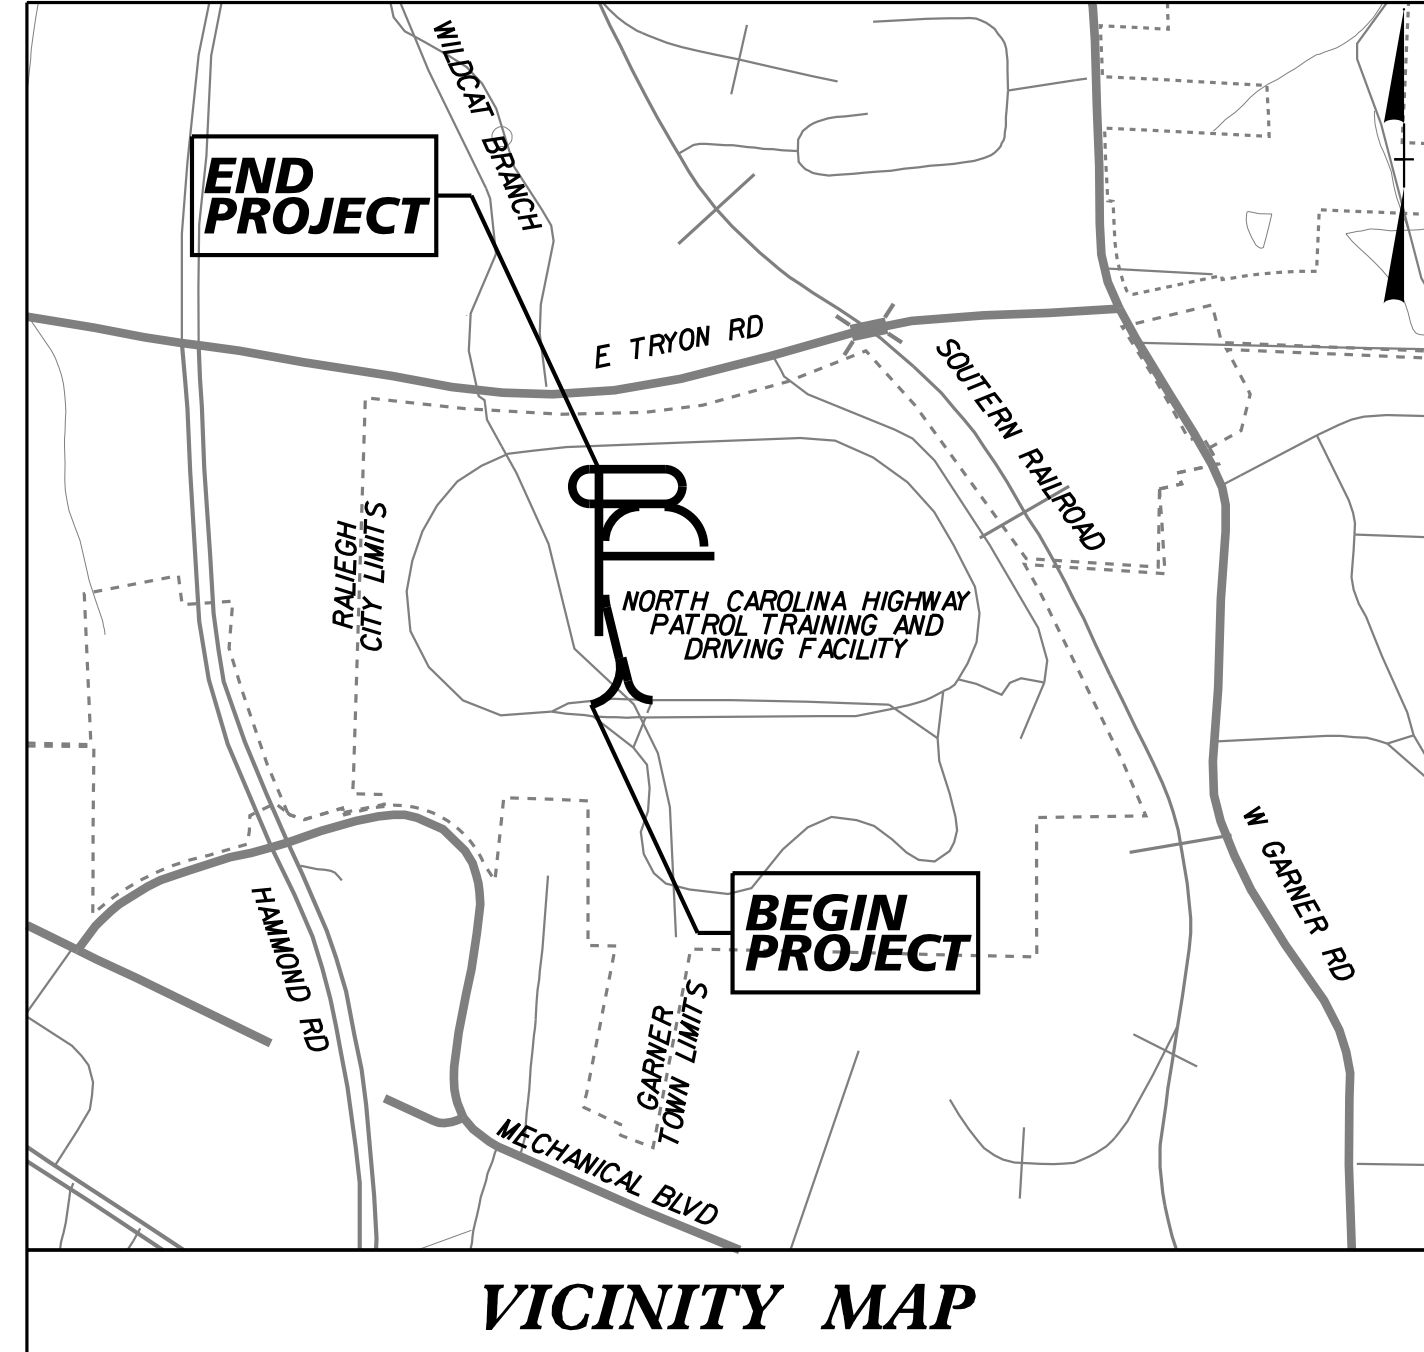 WILDCAT BRANCH
END
PROJECT
E TRYON RD
SOUTERN RAILROAD
RALIEGH
CITY LIMITS
NORTH CAROLINA HIGHWAY
PATROL TRAINING AND
DRIVING FACILITY
W GARNER RD
HAMMOND RD
BEGIN
PROJECT
GARNER
TOWN LIMITS
MECHANICAL BLVD
VICINITY MAP